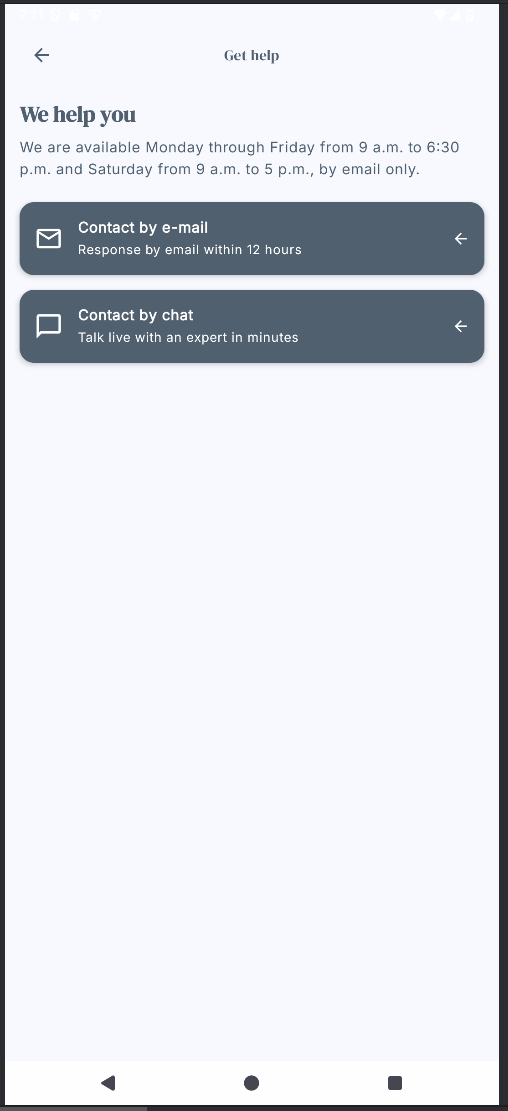 Get help
We help you
We are available Monday through Friday from 9 a.m. to 6:30
p.m. and Saturday from 9 a.m. to 5 p.m., by email only.
Contact by e-mail
Response by email within 12 hours
Contact by chat
Talk live with an expert in minutes